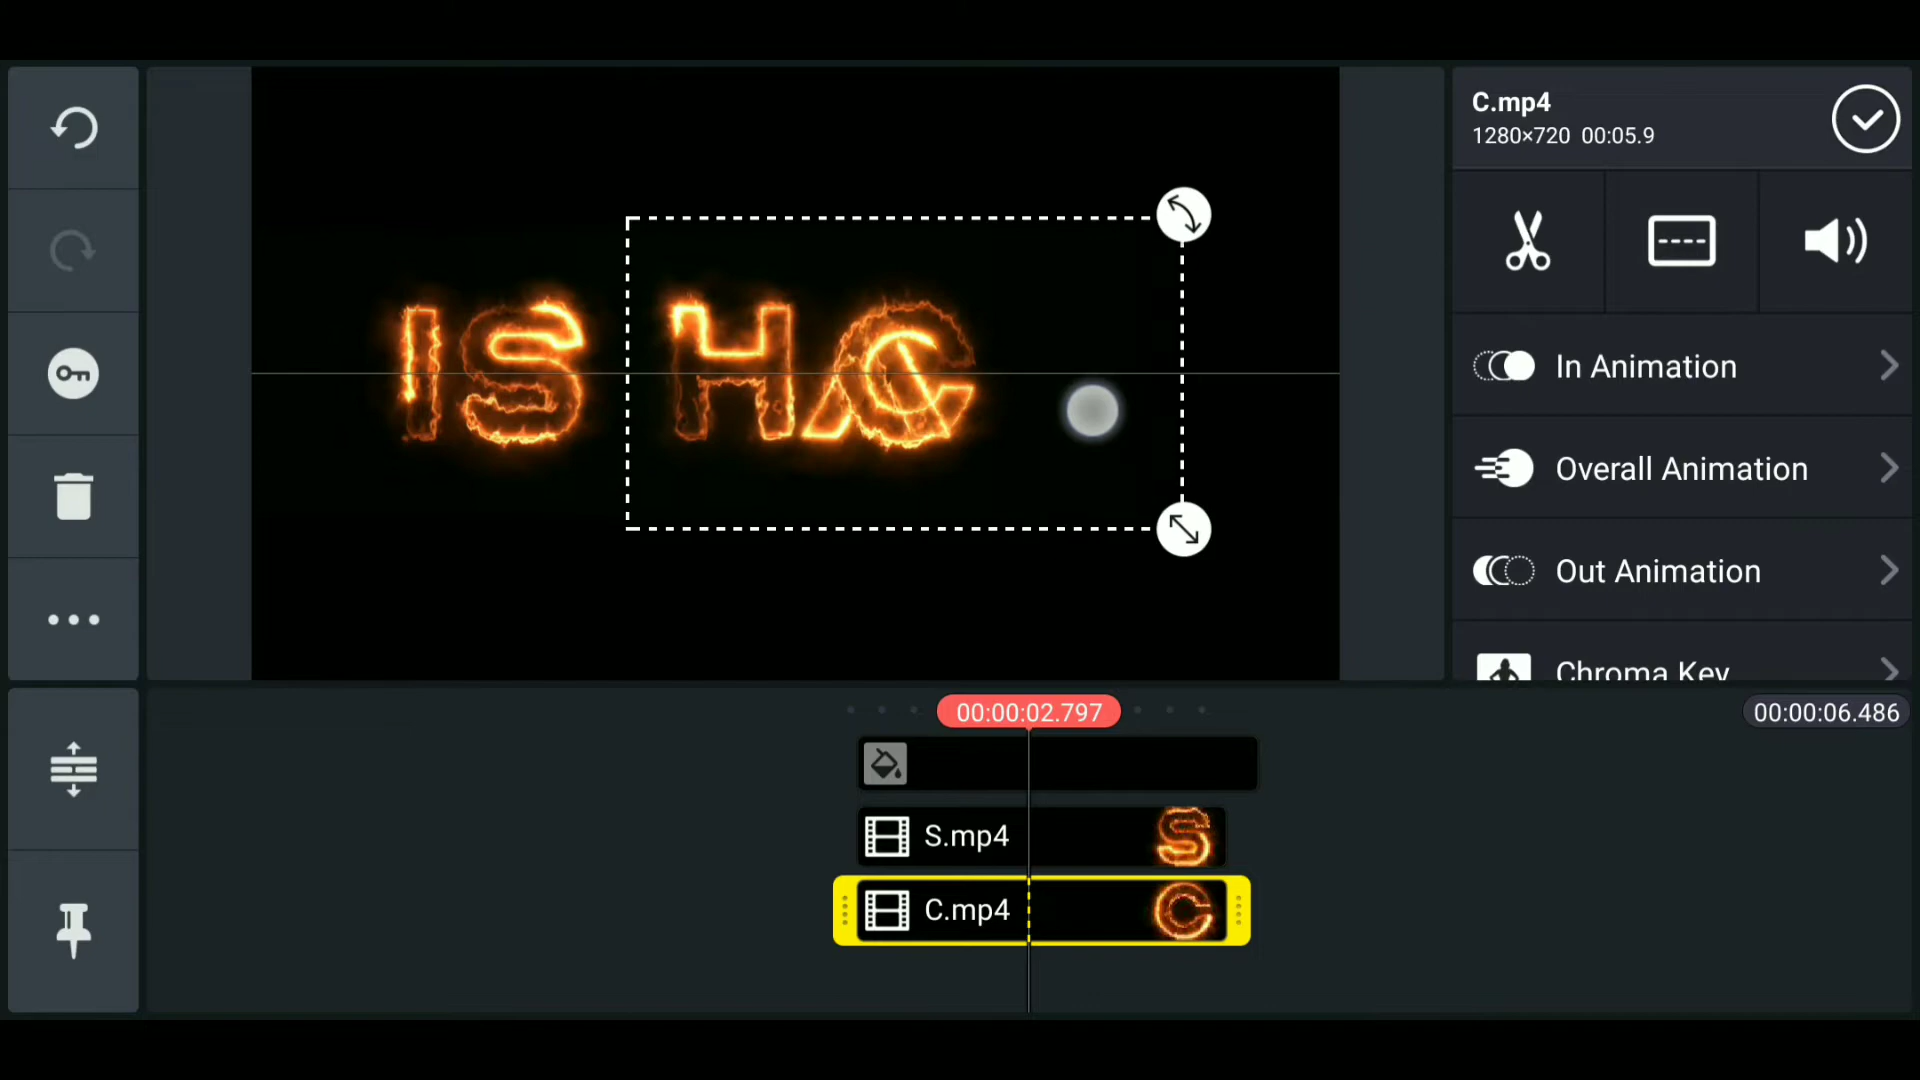 C.mp4
1280×720 00:05.9
IS HAC
In Animation
Overall Animation
Out Animation
Chroma Key
00:00:02.797
00:00:06.486
S.mp4
S
C.mp4
C